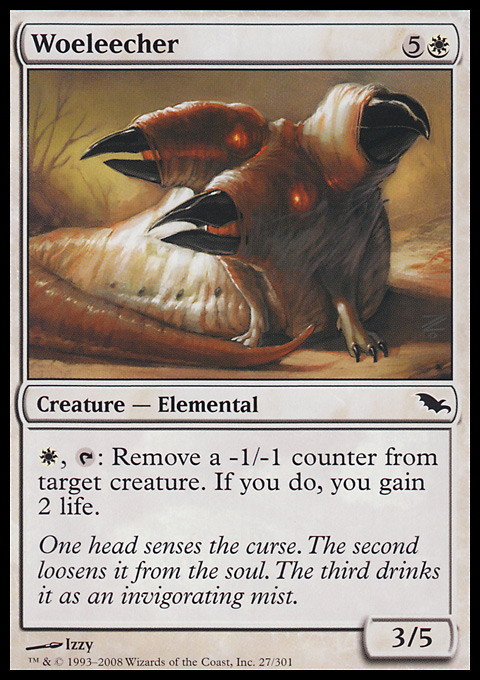 Woeleecher 5
Creature — Elemental
, : Remove a -1/-1 counter from
target creature. If you do, you gain
2 life.
One head senses the curse. The second
loosens it from the soul. The third drinks
it as an invigorating mist.
Izzy
3/5
™ & © 1993–2008 Wizards of the Coast, Inc. 27/301